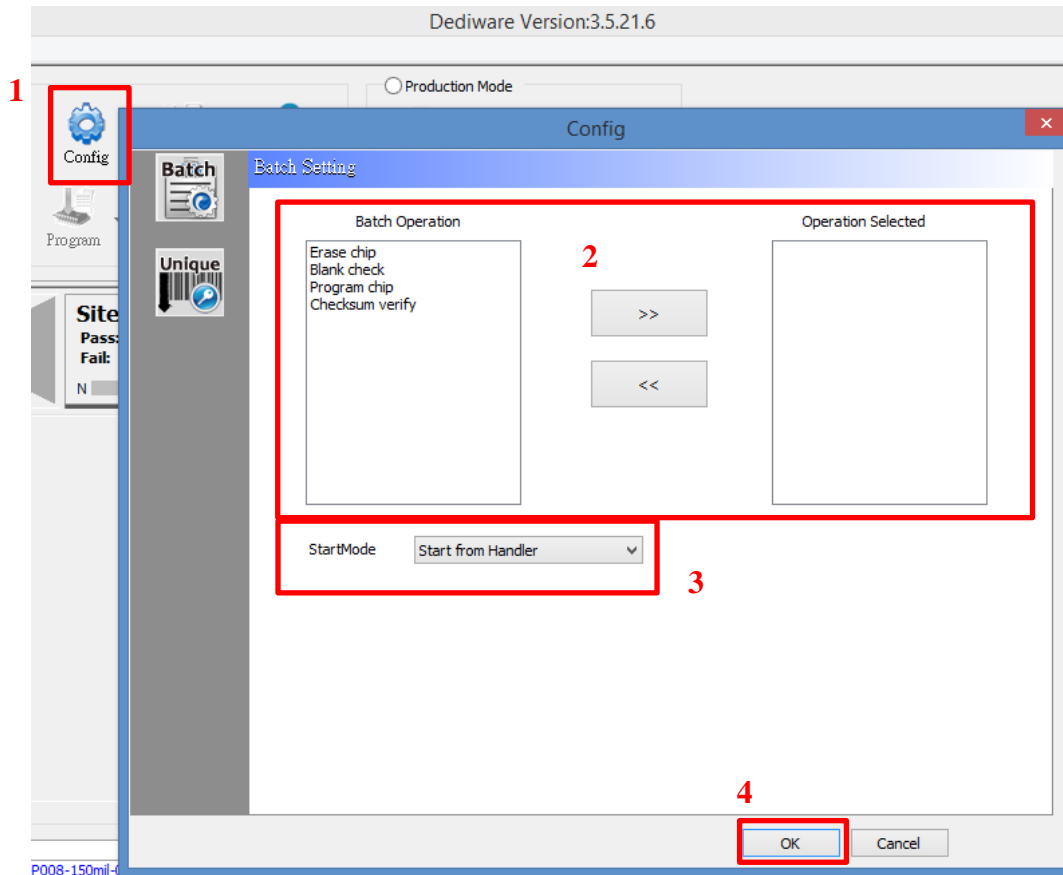 Dediware Version:3.5.21.6
1
Production Mode
Config
Config
Batch
Batch Setting
Program
Unique
Batch Operation
Operation Selected
Erase chip
Blank check
Program chip
Checksum verify
2
>>
<<
Site
Pass:
Fail:
N
StartMode
Start from Handler
3
4
OK
Cancel
P008-150mil-